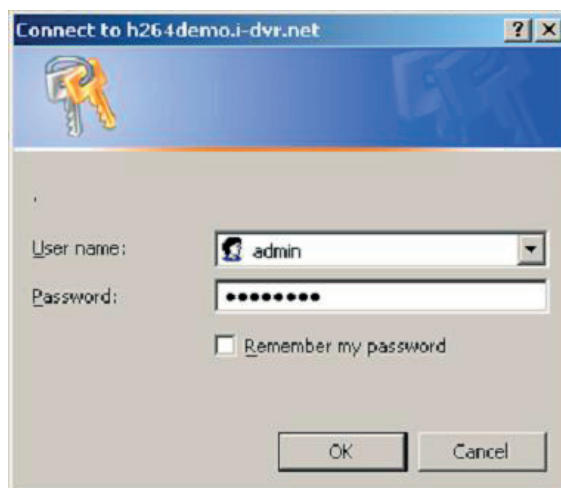 Connect to h264demo.i-dvr.net
User name: admin
Password: ••••••••
Remember my password
OK Cancel